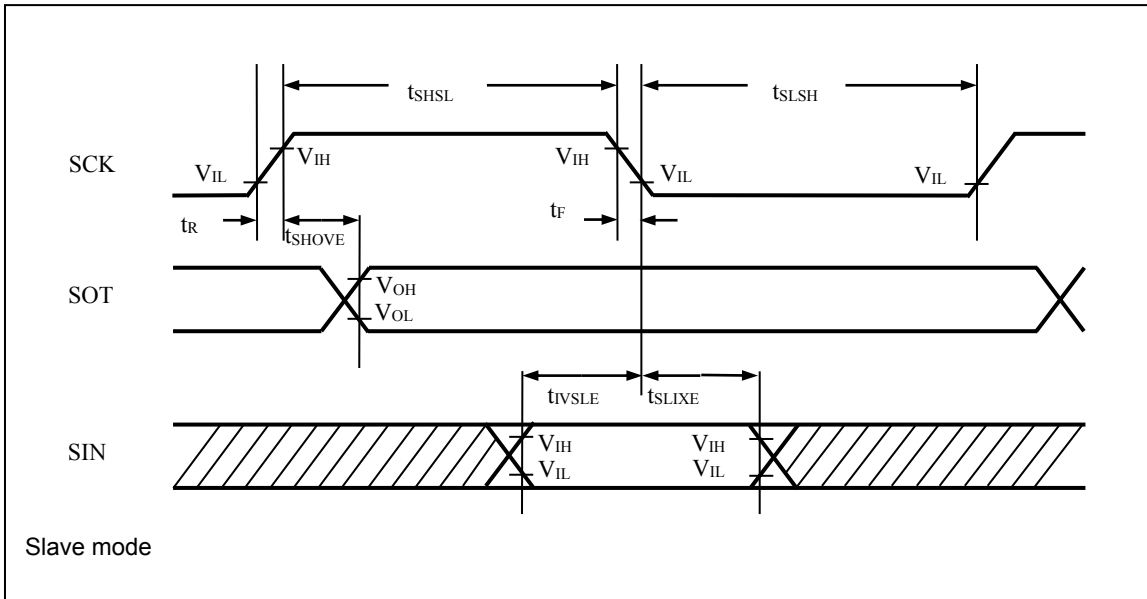 tSHSL
tSLSH
SCK
VIL
VIH
VIH
VIL
VIL
tR
tSHOVE
tF
SOT
VOH
VOL
tIVSLE
tSLIXE
SIN
VIH
VIL
VIH
VIL
Slave mode